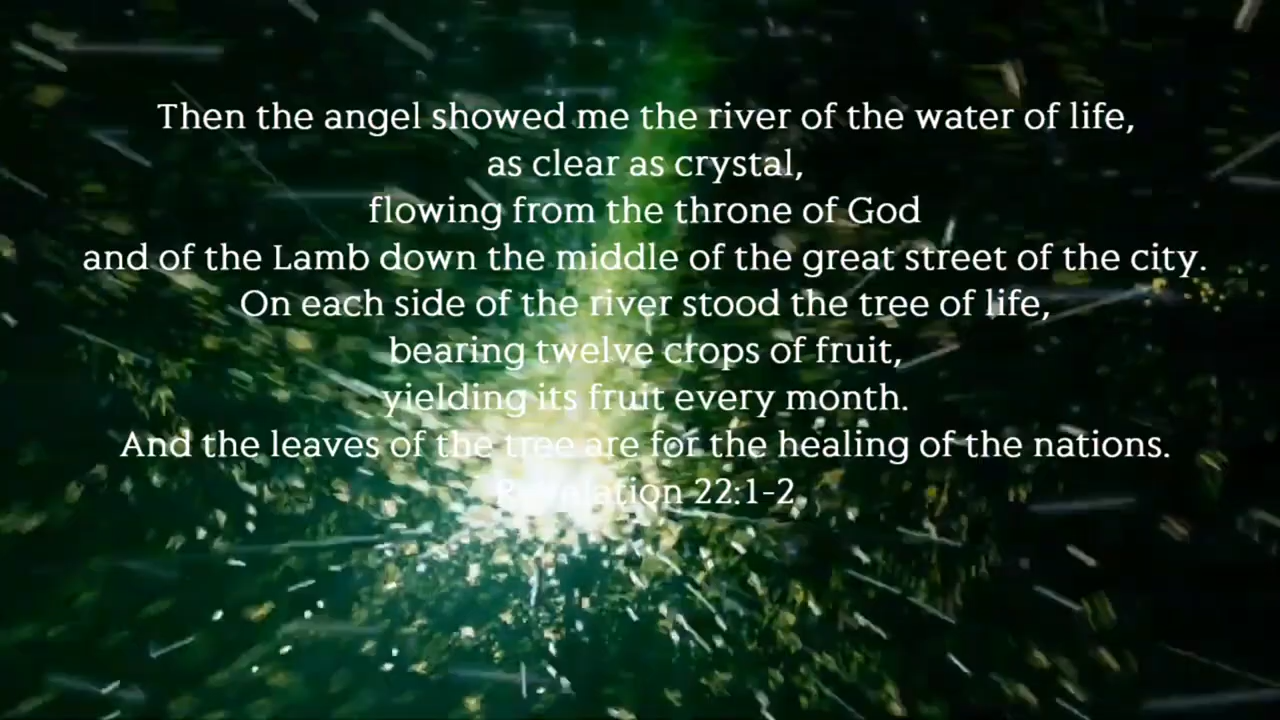 Then the angel showed me the river of the water of life,
as clear as crystal,
flowing from the throne of God
and of the Lamb down the middle of the great street of the city.
On each side of the river stood the tree of life,
bearing twelve crops of fruit,
yielding its fruit every month.
And the leaves of the tree are for the healing of the nations.
Revelation 22:1-2